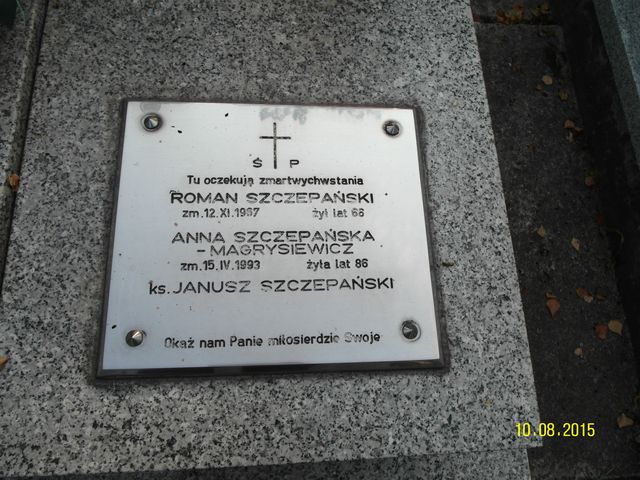 Ś P
Tu oczekują zmartwychwstania
ROMAN SZCZEPAŃSKI
zm. 12. XI. 1967 żył lat 66
ANNA SZCZEPAŃSKA
- MAGRYSIEWICZ
zm. 15. IV. 1993 żyła lat 86
ks. JANUSZ SZCZEPAŃSKI
Okaż nam Panie miłosierdzie Swoje
10.08.2015